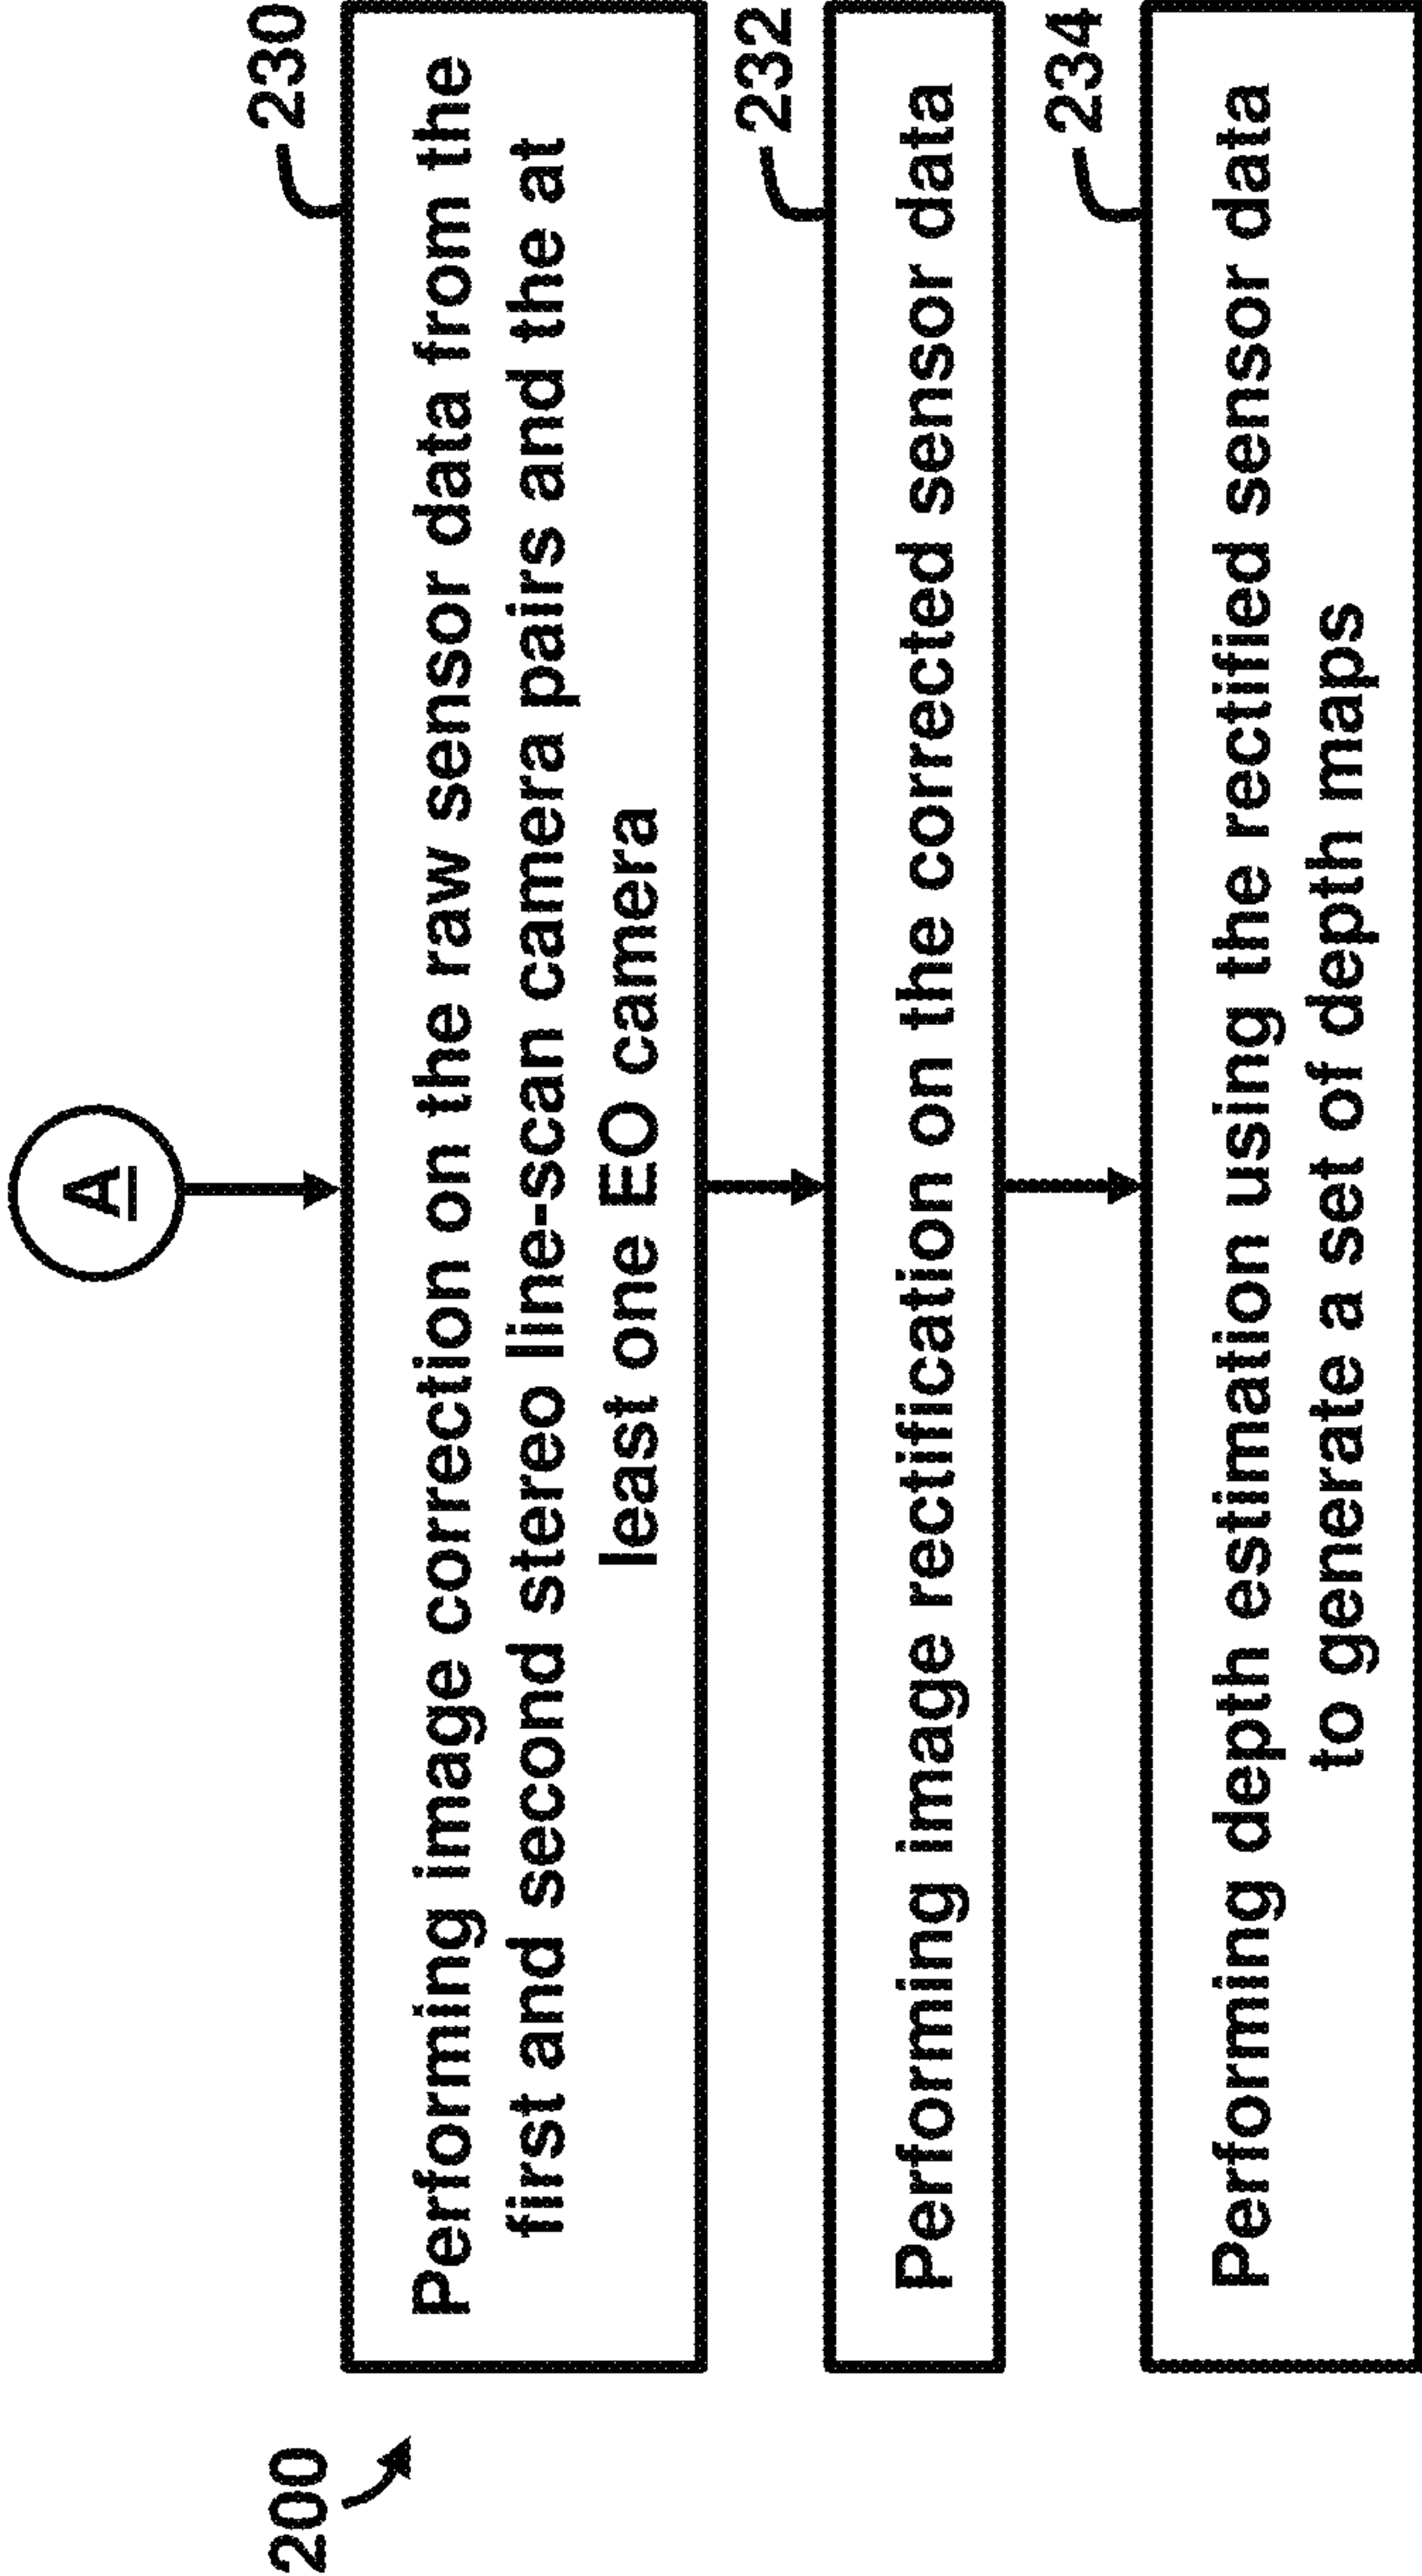 200
A
230
Performing image correction on the raw sensor data from the
first and second stereo line-scan camera pairs and the at
least one EO camera
232
Performing image rectification on the corrected sensor data
234
Performing depth estimation using the rectified sensor data
to generate a set of depth maps